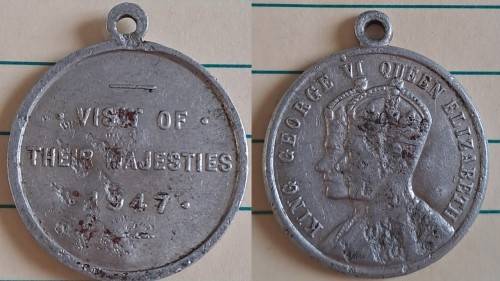 · VISIT OF ·
THEIR MAJESTIES
· 1947 ·
KING GEORGE VI QUEEN ELIZABETH